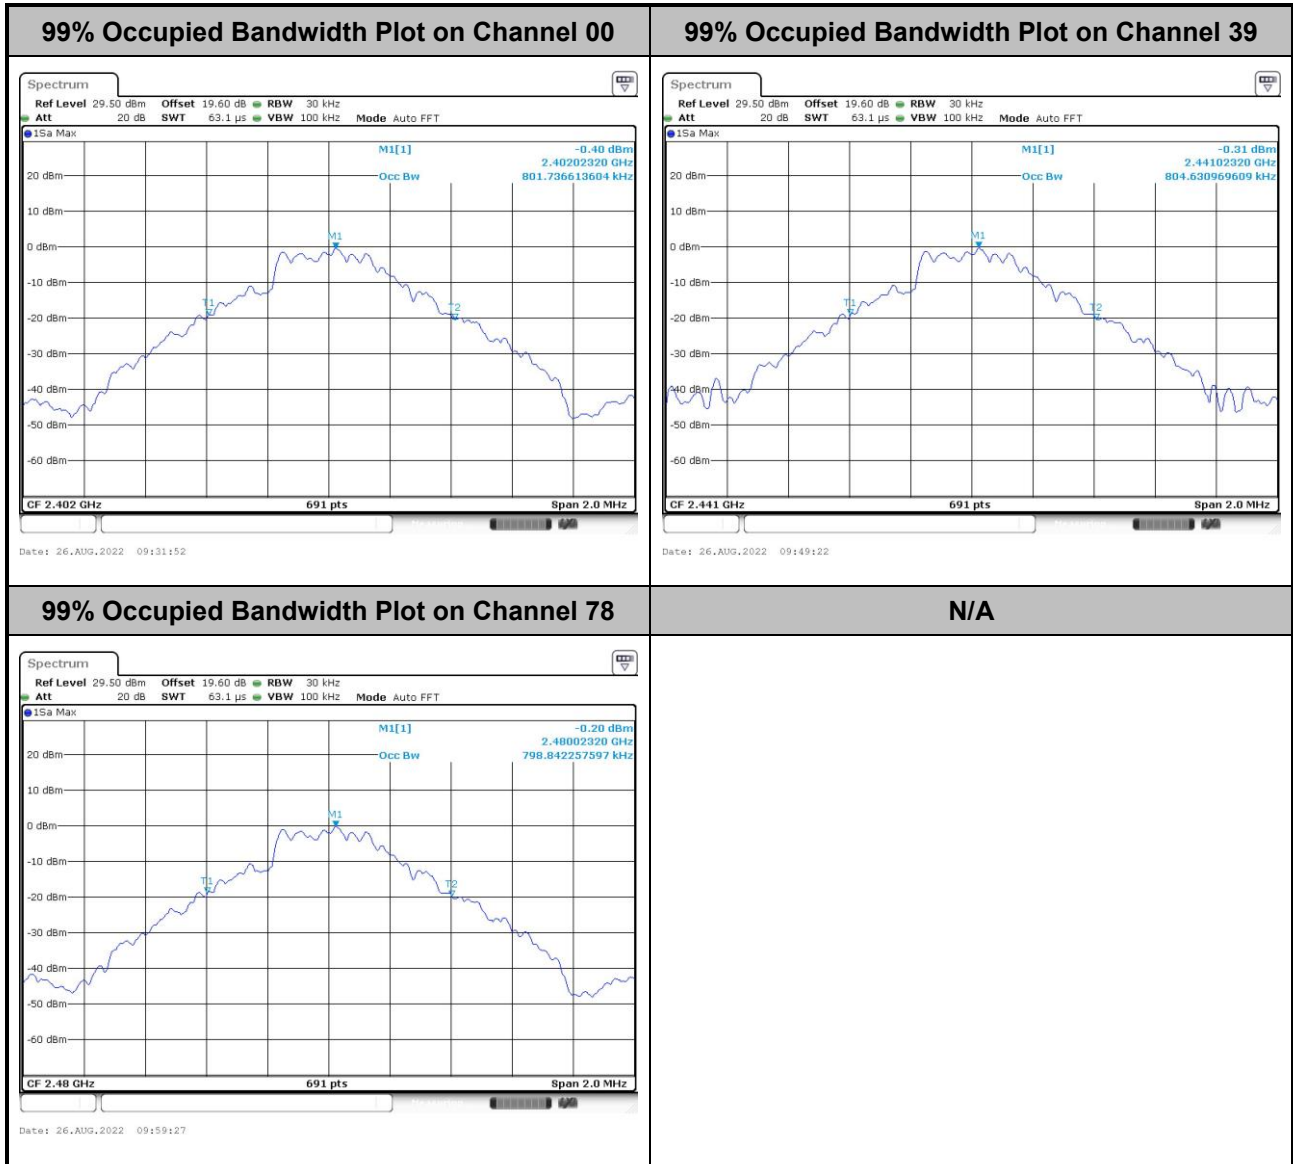 99% Occupied Bandwidth Plot on Channel 00
99% Occupied Bandwidth Plot on Channel 39
Spectrum
Ref Level 29.50 dBm Offset 19.60 dB RBW 30 kHz
Att 20 dB SWT 63.1 µs VBW 100 kHz Mode Auto FFT
1Sa Max
M1[1] -0.40 dBm
2.40202320 GHz
Occ Bw 801.736613604 kHz
20 dBm
10 dBm
0 dBm
M1
-10 dBm
T1
T2
-20 dBm
-30 dBm
-40 dBm
-50 dBm
-60 dBm
CF 2.402 GHz 691 pts Span 2.0 MHz
Date: 26.AUG.2022 09:31:52
Spectrum
Ref Level 29.50 dBm Offset 19.60 dB RBW 30 kHz
Att 20 dB SWT 63.1 µs VBW 100 kHz Mode Auto FFT
1Sa Max
M1[1] -0.31 dBm
2.44102320 GHz
Occ Bw 804.630969609 kHz
20 dBm
10 dBm
0 dBm
M1
-10 dBm
T1
T2
-20 dBm
-30 dBm
-40 dBm
-50 dBm
-60 dBm
CF 2.441 GHz 691 pts Span 2.0 MHz
Date: 26.AUG.2022 09:49:22
99% Occupied Bandwidth Plot on Channel 78
N/A
Spectrum
Ref Level 29.50 dBm Offset 19.60 dB RBW 30 kHz
Att 20 dB SWT 63.1 µs VBW 100 kHz Mode Auto FFT
1Sa Max
M1[1] -0.20 dBm
2.48002320 GHz
Occ Bw 798.842257597 kHz
20 dBm
10 dBm
0 dBm
M1
-10 dBm
T1
T2
-20 dBm
-30 dBm
-40 dBm
-50 dBm
-60 dBm
CF 2.48 GHz 691 pts Span 2.0 MHz
Date: 26.AUG.2022 09:59:27